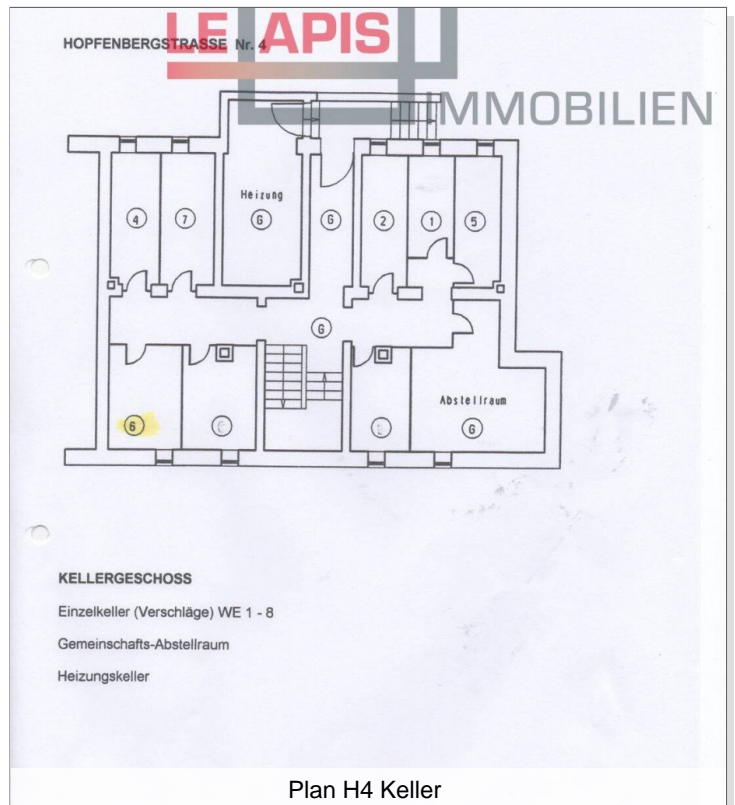 HOPFENBERGSTRASSE Nr. 4
LE LAPIS
IMMOBILIEN
Heizung
4
7
G
G
2
1
5
G
Abstellraum
6
G
KELLERGESCHOSS
Einzelkeller (Verschläge) WE 1 - 8
Gemeinschafts-Abstellraum
Heizungskeller
Plan H4 Keller